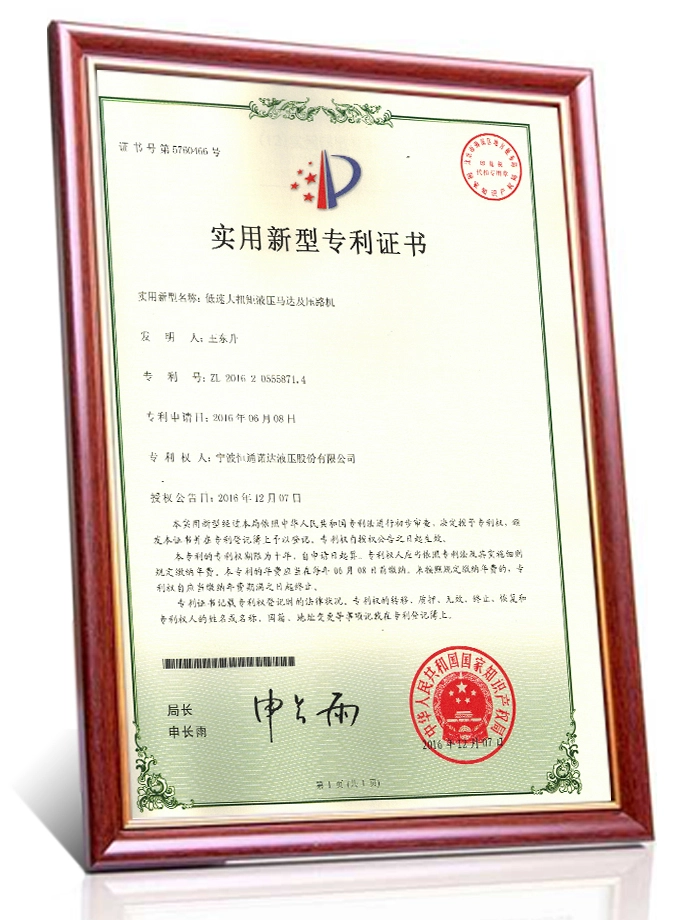 证书号第5760466号
实用新型专利证书
实用新型名称：低速大扭矩液压马达及压路机
发 明 人：王东升
专 利 号：ZL 2016 2 0555871.4
专利申请日：2016年06月08日
专 利 权 人：宁波恒通诺达液压股份有限公司
授权公告日：2016年12月07日
本实用新型经过本局依照中华人民共和国专利法进行初步审查，决定授予专利权，颁
发本证书并在专利登记簿上予以登记。专利权自授权公告之日起生效。
本专利的专利权期限为十年，自申请日起算。专利权人应当依照专利法及其实施细则
规定缴纳年费。本专利的年费应当在每年06月08日前缴纳。未按照规定缴纳年费的，专
利权自应当缴纳年费期满之日起终止。
专利证书记载专利权登记时的法律状况。专利权的转移、质押、无效、终止、恢复和
专利权人的姓名或名称、国籍、地址变更等事项记载在专利登记簿上。
局长
申长雨
申长雨
中华人民共和国国家知识产权局
2016年12月07日
第1页(共1页)